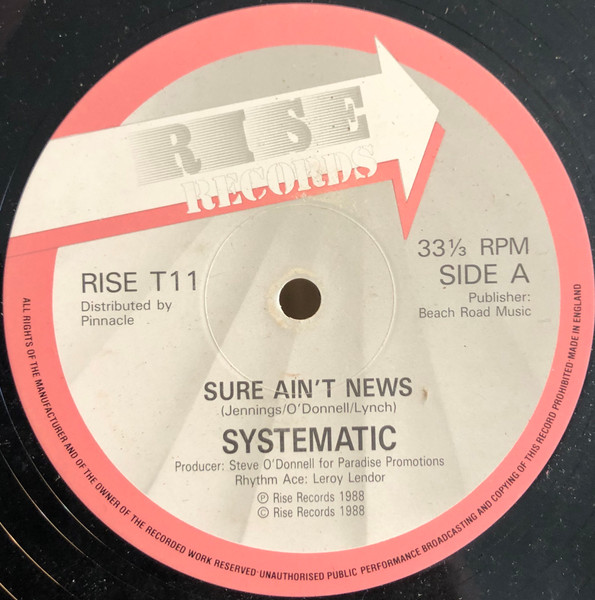 RISE
RECORDS
RISE T11
Distributed by
Pinnacle
33⅓ RPM
SIDE A
Publisher:
Beach Road Music
SURE AIN'T NEWS
(Jennings/O'Donnell/Lynch)
SYSTEMATIC
Producer: Steve O'Donnell for Paradise Promotions
Rhythm Ace: Leroy Lendor
℗ Rise Records 1988
© Rise Records 1988
ALL RIGHTS OF THE MANUFACTURER AND OF THE OWNER OF THE RECORDED WORK RESERVED UNAUTHORISED PUBLIC PERFORMANCE BROADCASTING AND COPYING OF THIS RECORD PROHIBITED·MADE IN ENGLAND